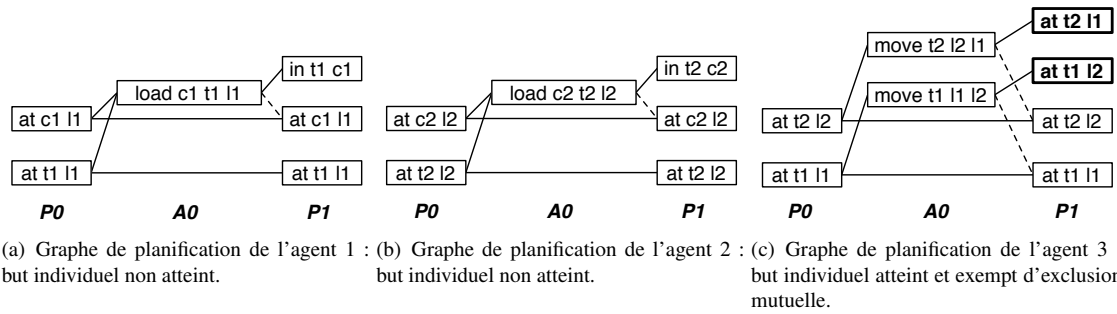 at t2 l1
in t1 c1
in t2 c2
move t2 l2 l1
at t1 l2
load c1 t1 l1
load c2 t2 l2
move t1 l1 l2
at c1 l1
at c1 l1
at c2 l2
at c2 l2
at t2 l2
at t2 l2
at t1 l1
at t1 l1
at t2 l2
at t2 l2
at t1 l1
at t1 l1
P0 A0 P1
P0 A0 P1
P0 A0 P1
(a) Graphe de planification de l'agent 1 :
but individuel non atteint.
(b) Graphe de planification de l'agent 2 :
but individuel non atteint.
(c) Graphe de planification de l'agent 3
but individuel atteint et exempt d'exclusion
mutuelle.